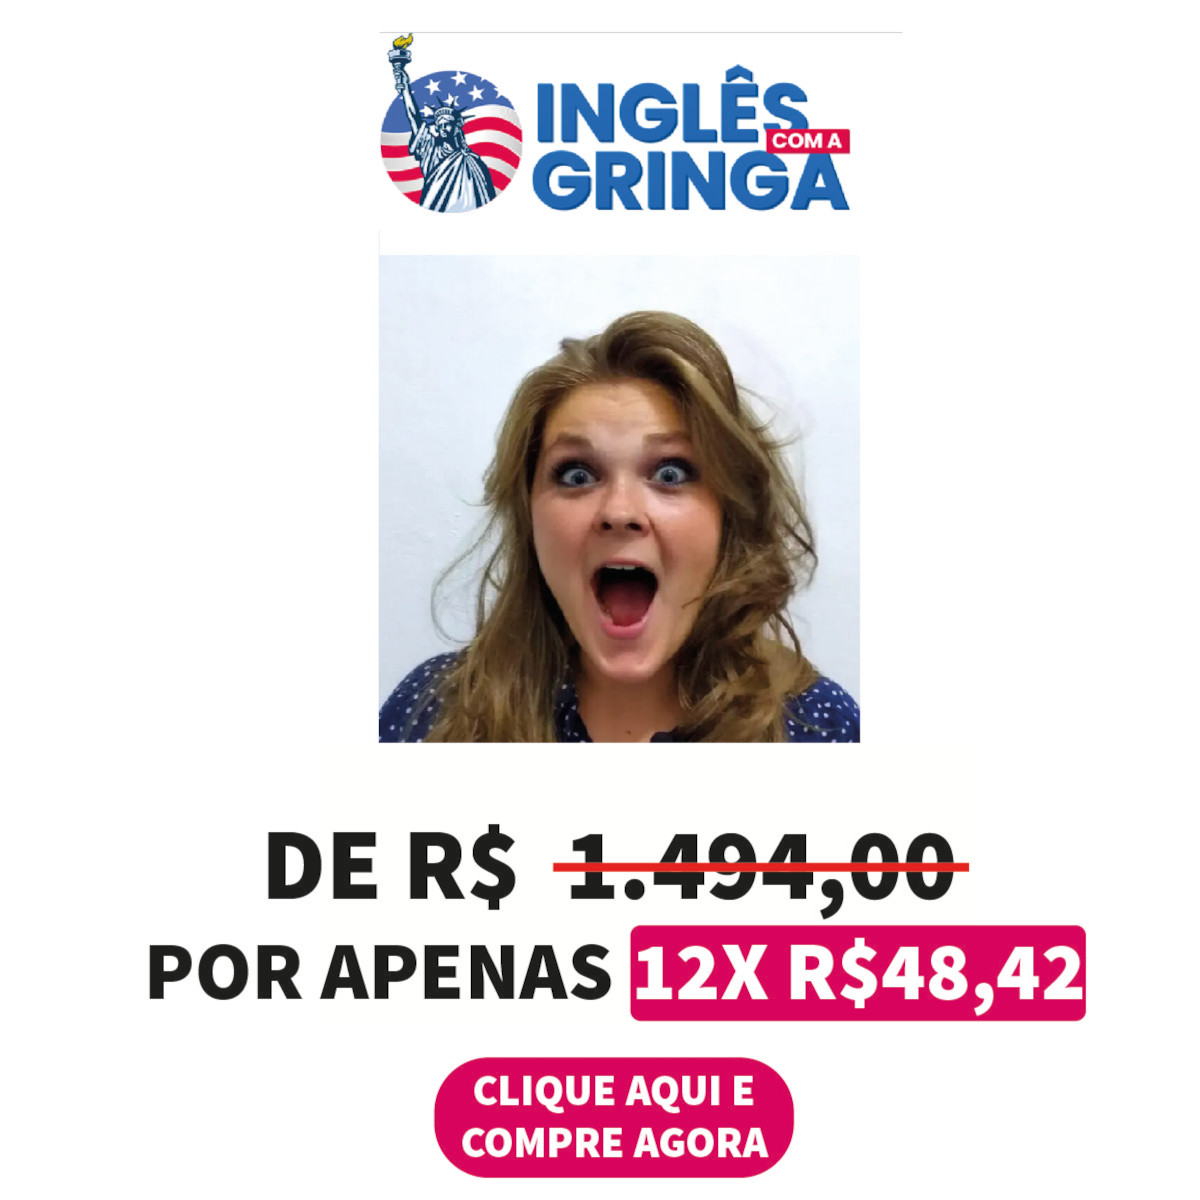 INGLÊS
COM A
GRINGA
DE R$ 1.494,00
POR APENAS 12X R$48,42
CLIQUE AQUI E
COMPRE AGORA